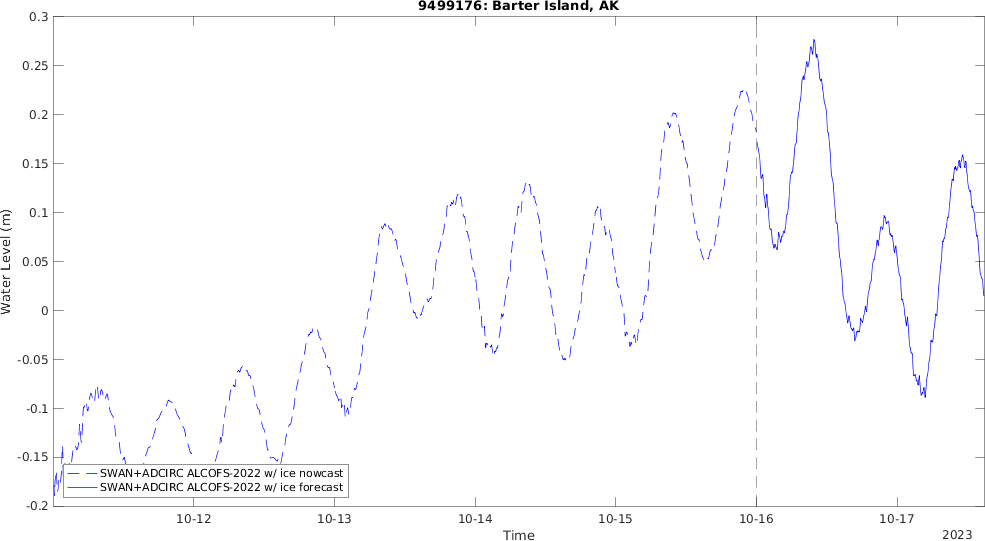 9499176: Barter Island, AK
0.3
0.25
0.2
0.15
0.1
0.05
0
-0.05
-0.1
-0.15
-0.2
Water Level (m)
SWAN+ADCIRC ALCOFS-2022 w/ ice nowcast
SWAN+ADCIRC ALCOFS-2022 w/ ice forecast
10-12 10-13 10-14 10-15 10-16 10-17
Time
2023